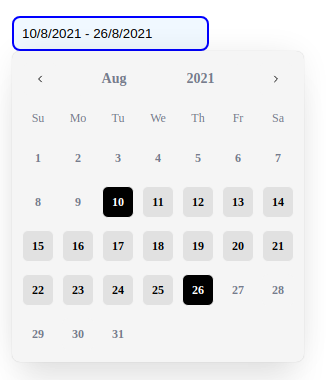 10/8/2021 - 26/8/2021
‹ Aug 2021 ›
Su Mo Tu We Th Fr Sa
1 2 3 4 5 6 7
8 9 10 11 12 13 14
15 16 17 18 19 20 21
22 23 24 25 26 27 28
29 30 31